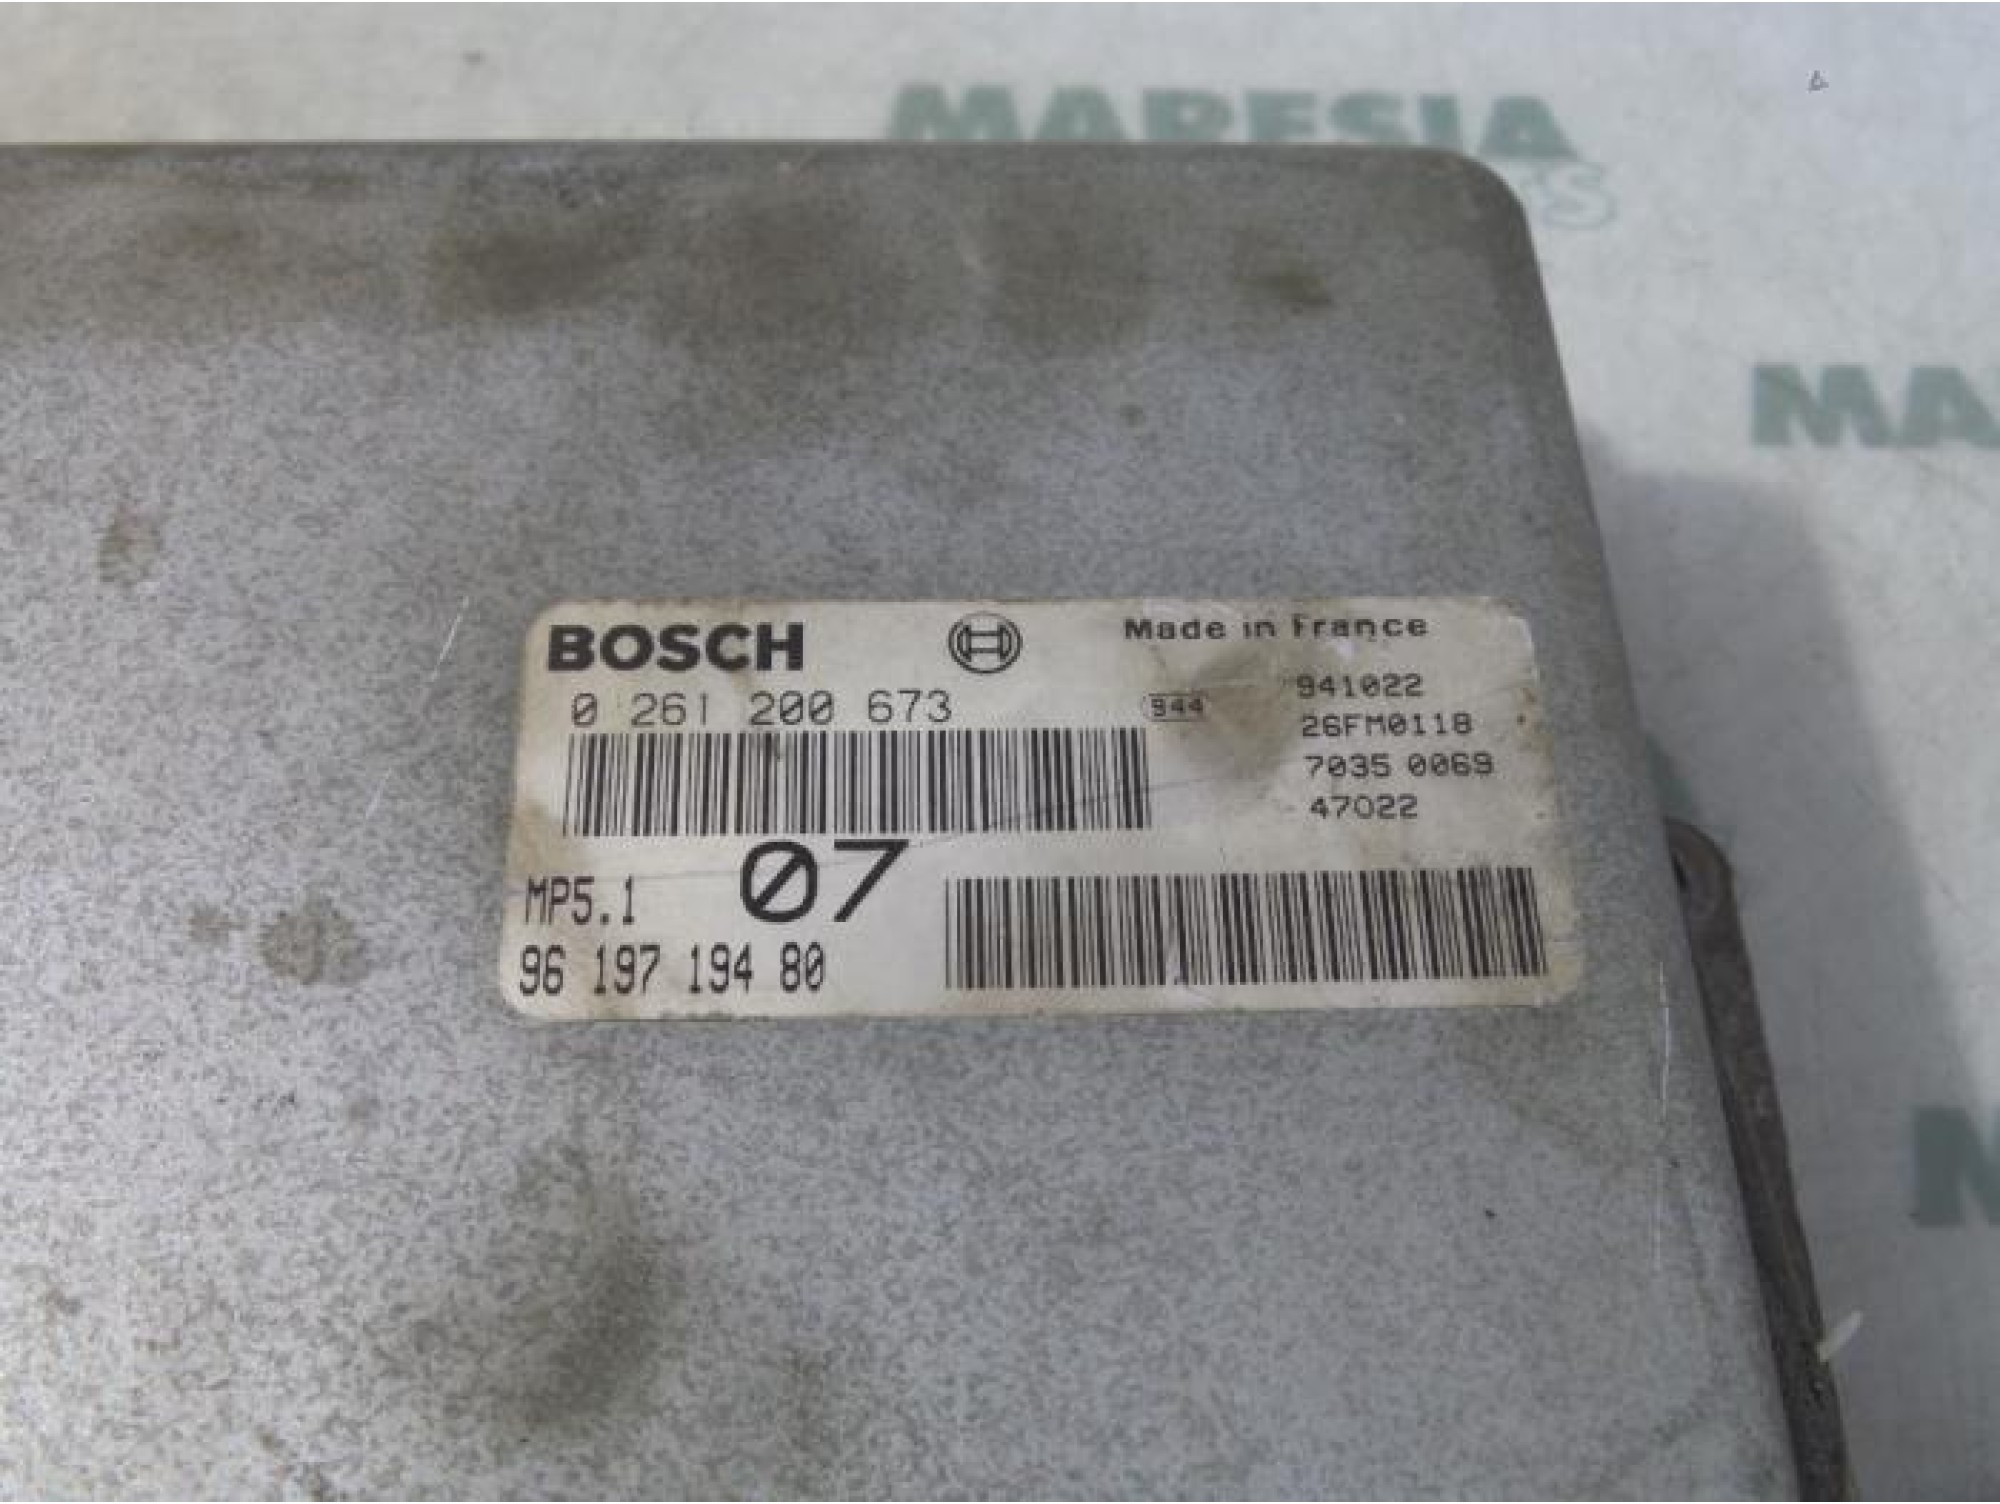 MARESIA
BOSCH
Made in France
0 261 200 673
944
941022
26FM0118
7035 0069
47022
07
MP5.1
96 197 194 80